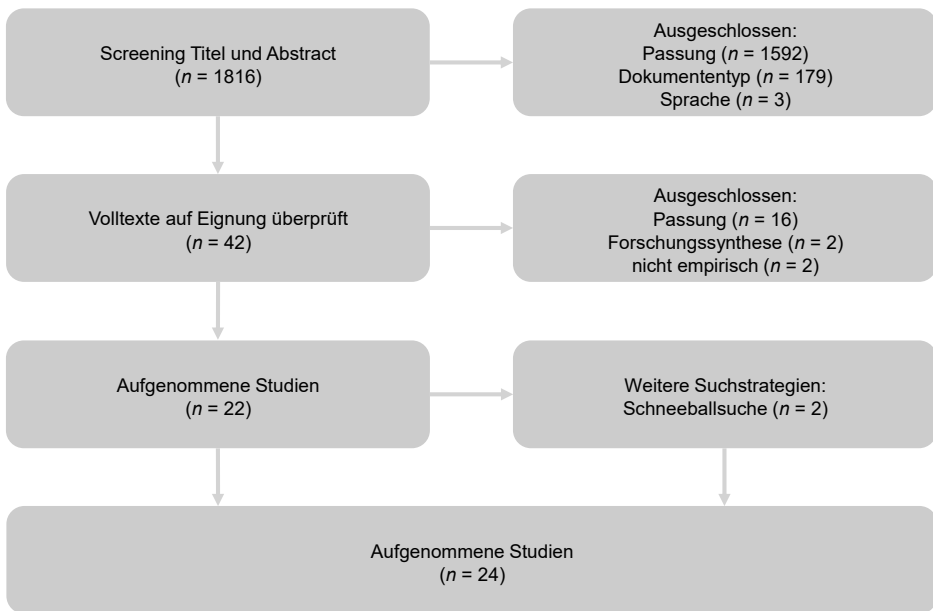 Screening Titel und Abstract
(n = 1816)
Ausgeschlossen:
Passung (n = 1592)
Dokumententyp (n = 179)
Sprache (n = 3)
Volltexte auf Eignung überprüft
(n = 42)
Ausgeschlossen:
Passung (n = 16)
Forschungssynthese (n = 2)
nicht empirisch (n = 2)
Aufgenommene Studien
(n = 22)
Weitere Suchstrategien:
Schneeballsuche (n = 2)
Aufgenommene Studien
(n = 24)